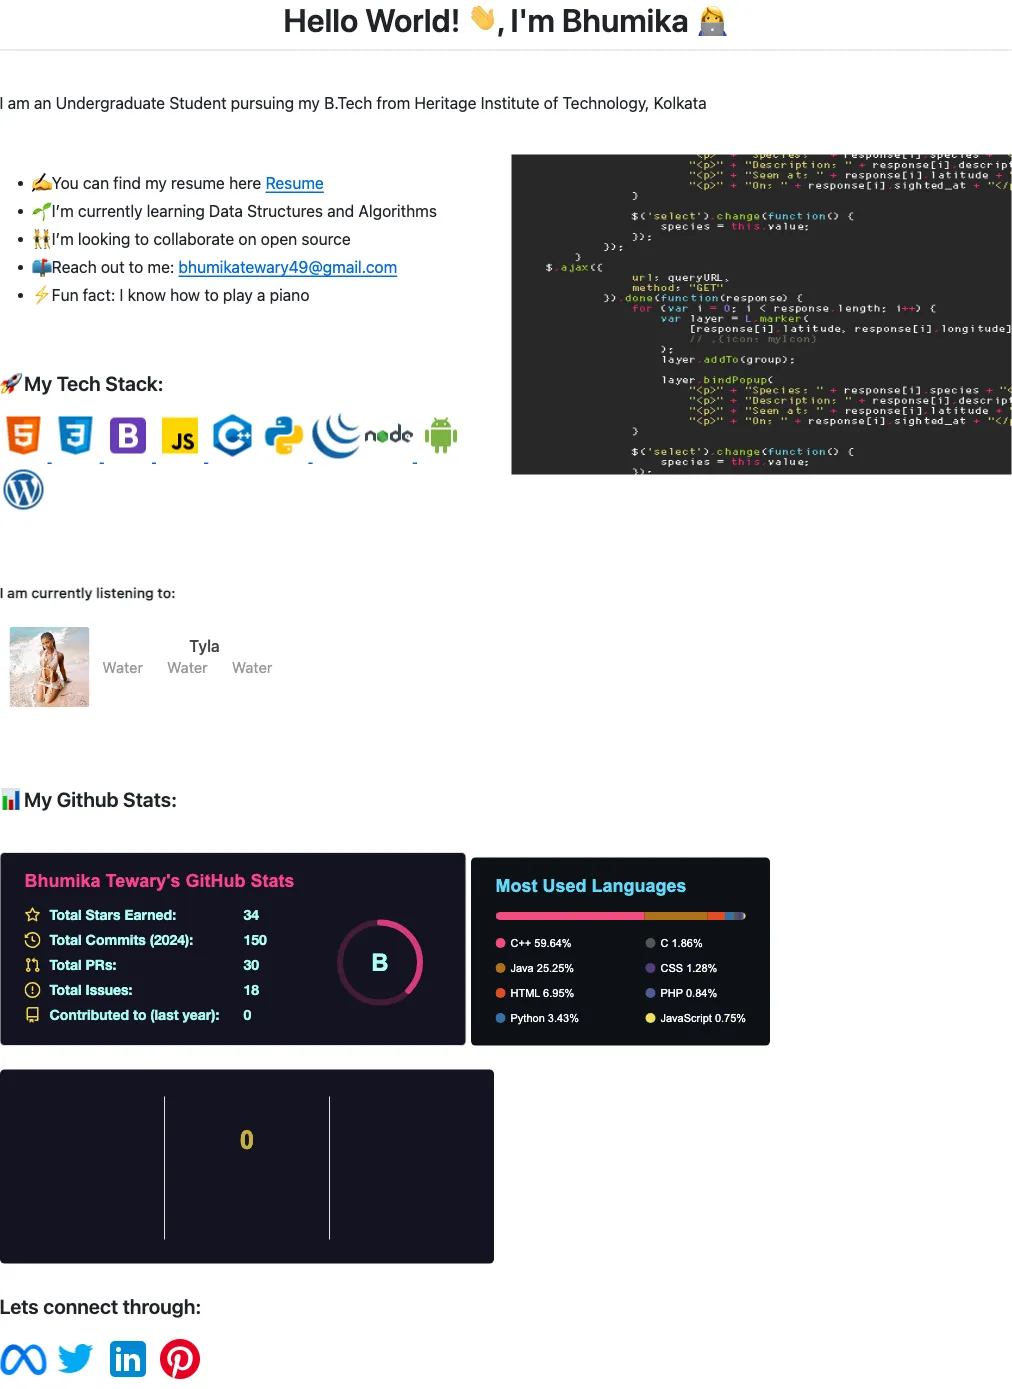 Hello World! 👋, I'm Bhumika 👩‍💻
I am an Undergraduate Student pursuing my B.Tech from Heritage Institute of Technology, Kolkata
• ✍️You can find my resume here Resume
• 🌱I'm currently learning Data Structures and Algorithms
• 👯I'm looking to collaborate on open source
• 📫Reach out to me: bhumikatewary49@gmail.com
• ⚡Fun fact: I know how to play a piano
"<p>" + "Species: " + response[i].species + "<
"<p>" + "Description: " + response[i].descript
"<p>" + "Seen at: " + response[i].latitude + "
"<p>" + "On: " + response[i].sighted_at + "</p
}
$('select').change(function() {
species = this.value;
});
});
}
$.ajax({
url: queryURL,
method: "GET"
}).done(function(response) {
for (var i = 0; i < response.length; i++) {
var layer = L.marker(
[response[i].latitude, response[i].longitude]
// ,{icon: myIcon}
);
layer.addTo(group);
layer.bindPopup(
"<p>" + "Species: " + response[i].species + "<
"<p>" + "Description: " + response[i].descript
"<p>" + "Seen at: " + response[i].latitude + "
"<p>" + "On: " + response[i].sighted_at + "</p
}
$('select').change(function() {
species = this.value;
});
🚀My Tech Stack:
5 3 B JS C++ node
W
I am currently listening to:
Tyla
Water Water Water
📊My Github Stats:
Bhumika Tewary's GitHub Stats
Total Stars Earned: 34
Total Commits (2024): 150
Total PRs: 30
Total Issues: 18
Contributed to (last year): 0
B
Most Used Languages
C++ 59.64%
Java 25.25%
HTML 6.95%
Python 3.43%
C 1.86%
CSS 1.28%
PHP 0.84%
JavaScript 0.75%
0
Lets connect through:
in